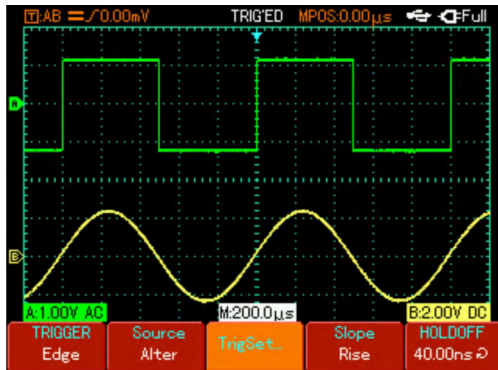 T:AB 0.00mV TRIG'ED MPOS:0.00μs Full
A
B
A:1.00V AC M:200.0μs B:2.00V DC
TRIGGER Source TrigSet... Slope HOLDOFF
Edge Alter Rise 40.00ns